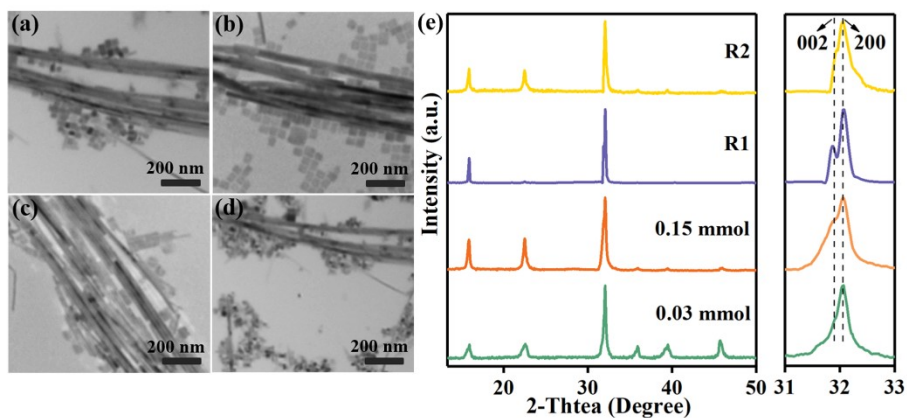 (a)
200 nm
(b)
200 nm
(c)
200 nm
(d)
200 nm
(e)
Intensity (a.u.)
R2
R1
0.15 mmol
0.03 mmol
20 30 40 50
2-Thtea (Degree)
002 200
31 32 33